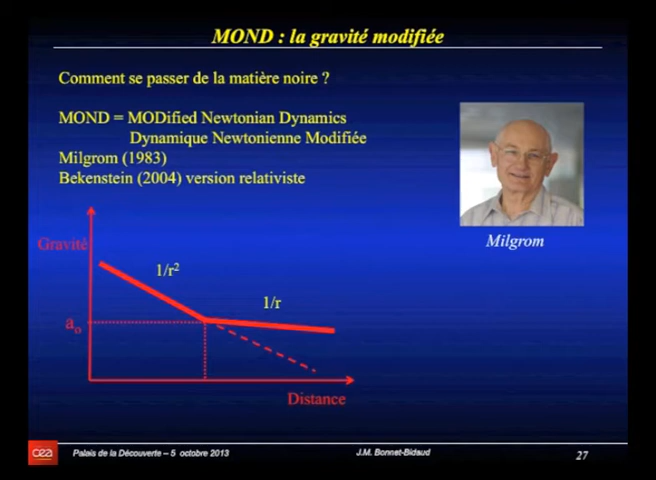 MOND : la gravité modifiée
Comment se passer de la matière noire ?
MOND = MODified Newtonian Dynamics
Dynamique Newtonienne Modifiée
Milgrom (1983)
Bekenstein (2004) version relativiste
Milgrom
Gravité
1/r²
1/r
a₀
Distance
cea
Palais de la Découverte – 5 octobre 2013
J.M. Bonnet-Bidaud
27